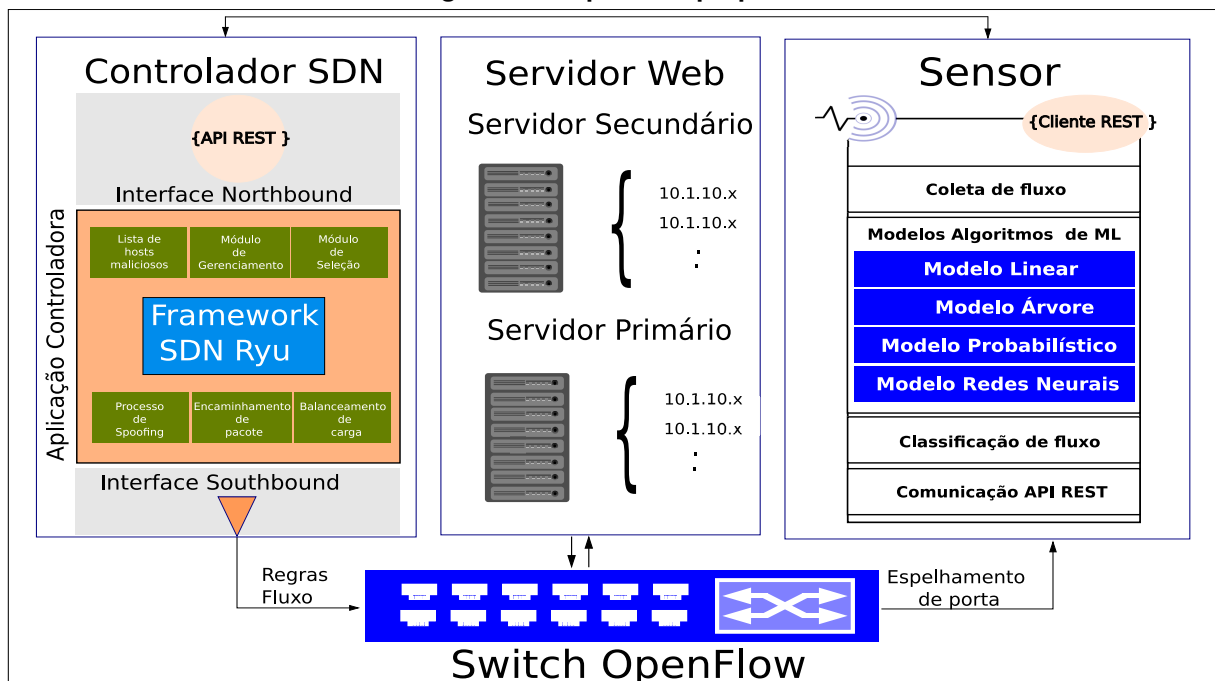 Controlador SDN
{API REST }
Interface Northbound
Aplicação Controladora
Lista de
hosts
maliciosos
Módulo
de
Gerenciamento
Módulo
de
Seleção
Framework
SDN Ryu
Processo
de
Spoofing
Encaminhamento
de
pacote
Balanceamento
de
carga
Interface Southbound
Servidor Web
Servidor Secundário
10.1.10.x
10.1.10.x
:
Servidor Primário
10.1.10.x
10.1.10.x
:
Sensor
{Cliente REST }
Coleta de fluxo
Modelos Algoritmos de ML
Modelo Linear
Modelo Árvore
Modelo Probabilístico
Modelo Redes Neurais
Classificação de fluxo
Comunicação API REST
Regras
Fluxo
Espelhamento
de porta
Switch OpenFlow